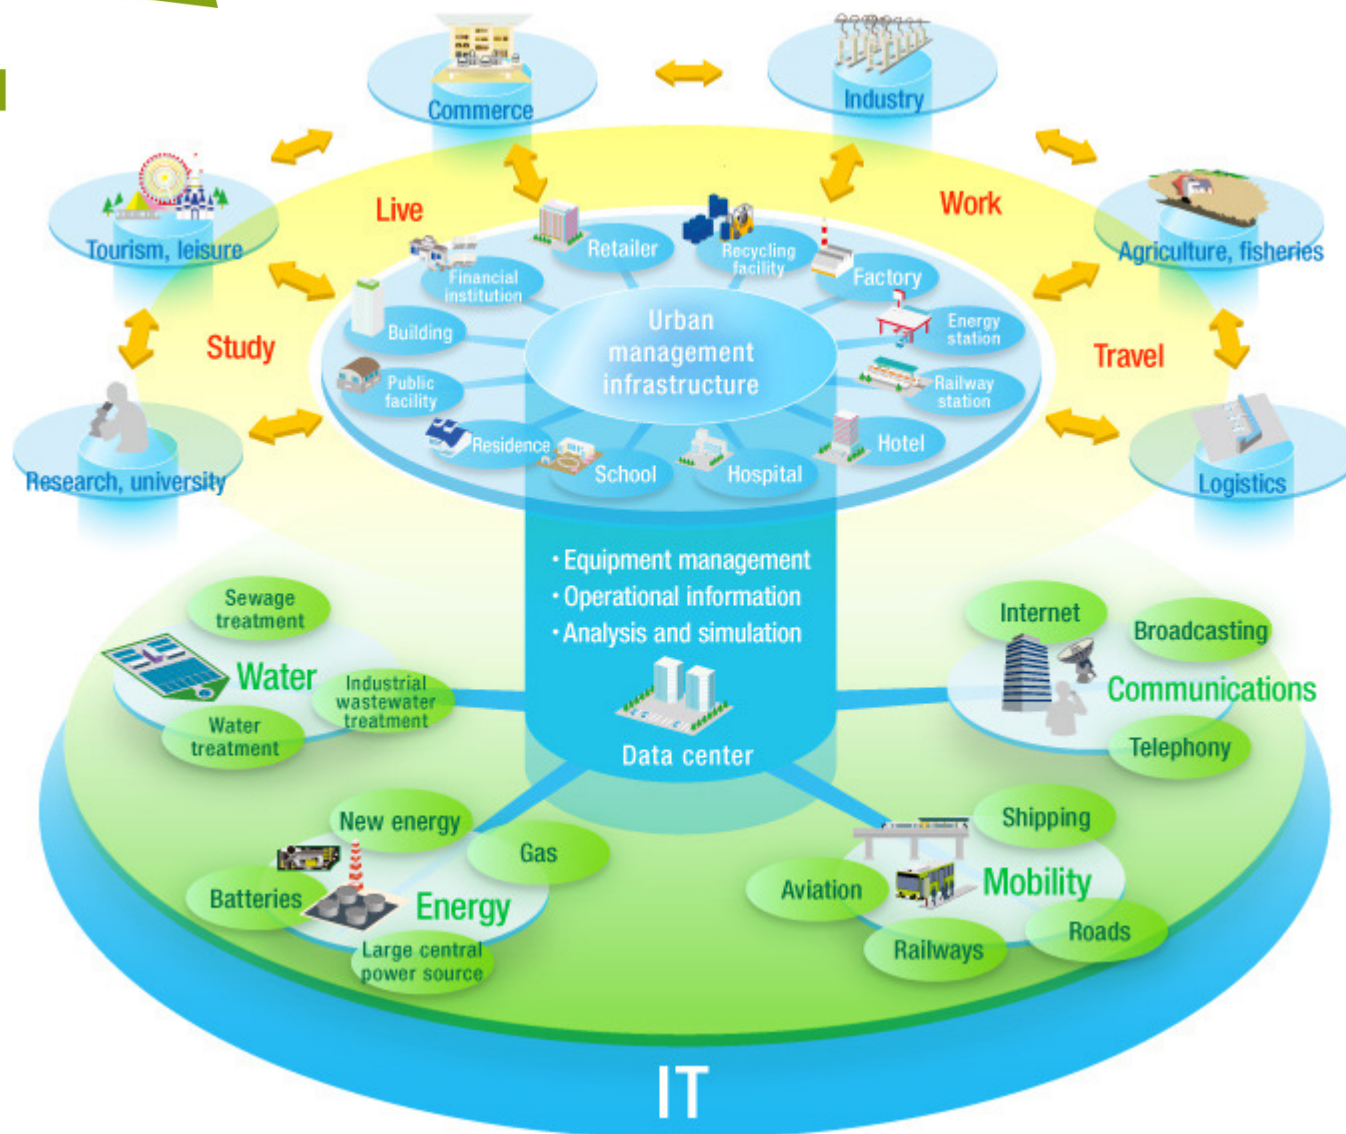 Commerce
Industry
Tourism, leisure
Agriculture, fisheries
Research, university
Logistics
Live
Work
Study
Travel
Retailer
Recycling
facility
Financial
institution
Factory
Building
Energy
station
Public
facility
Railway
station
Residence
School
Hospital
Hotel
Urban
management
infrastructure
• Equipment management
• Operational information
• Analysis and simulation
Data center
Sewage
treatment
Water
Industrial
wastewater
treatment
Water
treatment
Internet
Broadcasting
Communications
Telephony
New energy
Gas
Batteries
Energy
Large central
power source
Shipping
Aviation
Mobility
Railways
Roads
IT